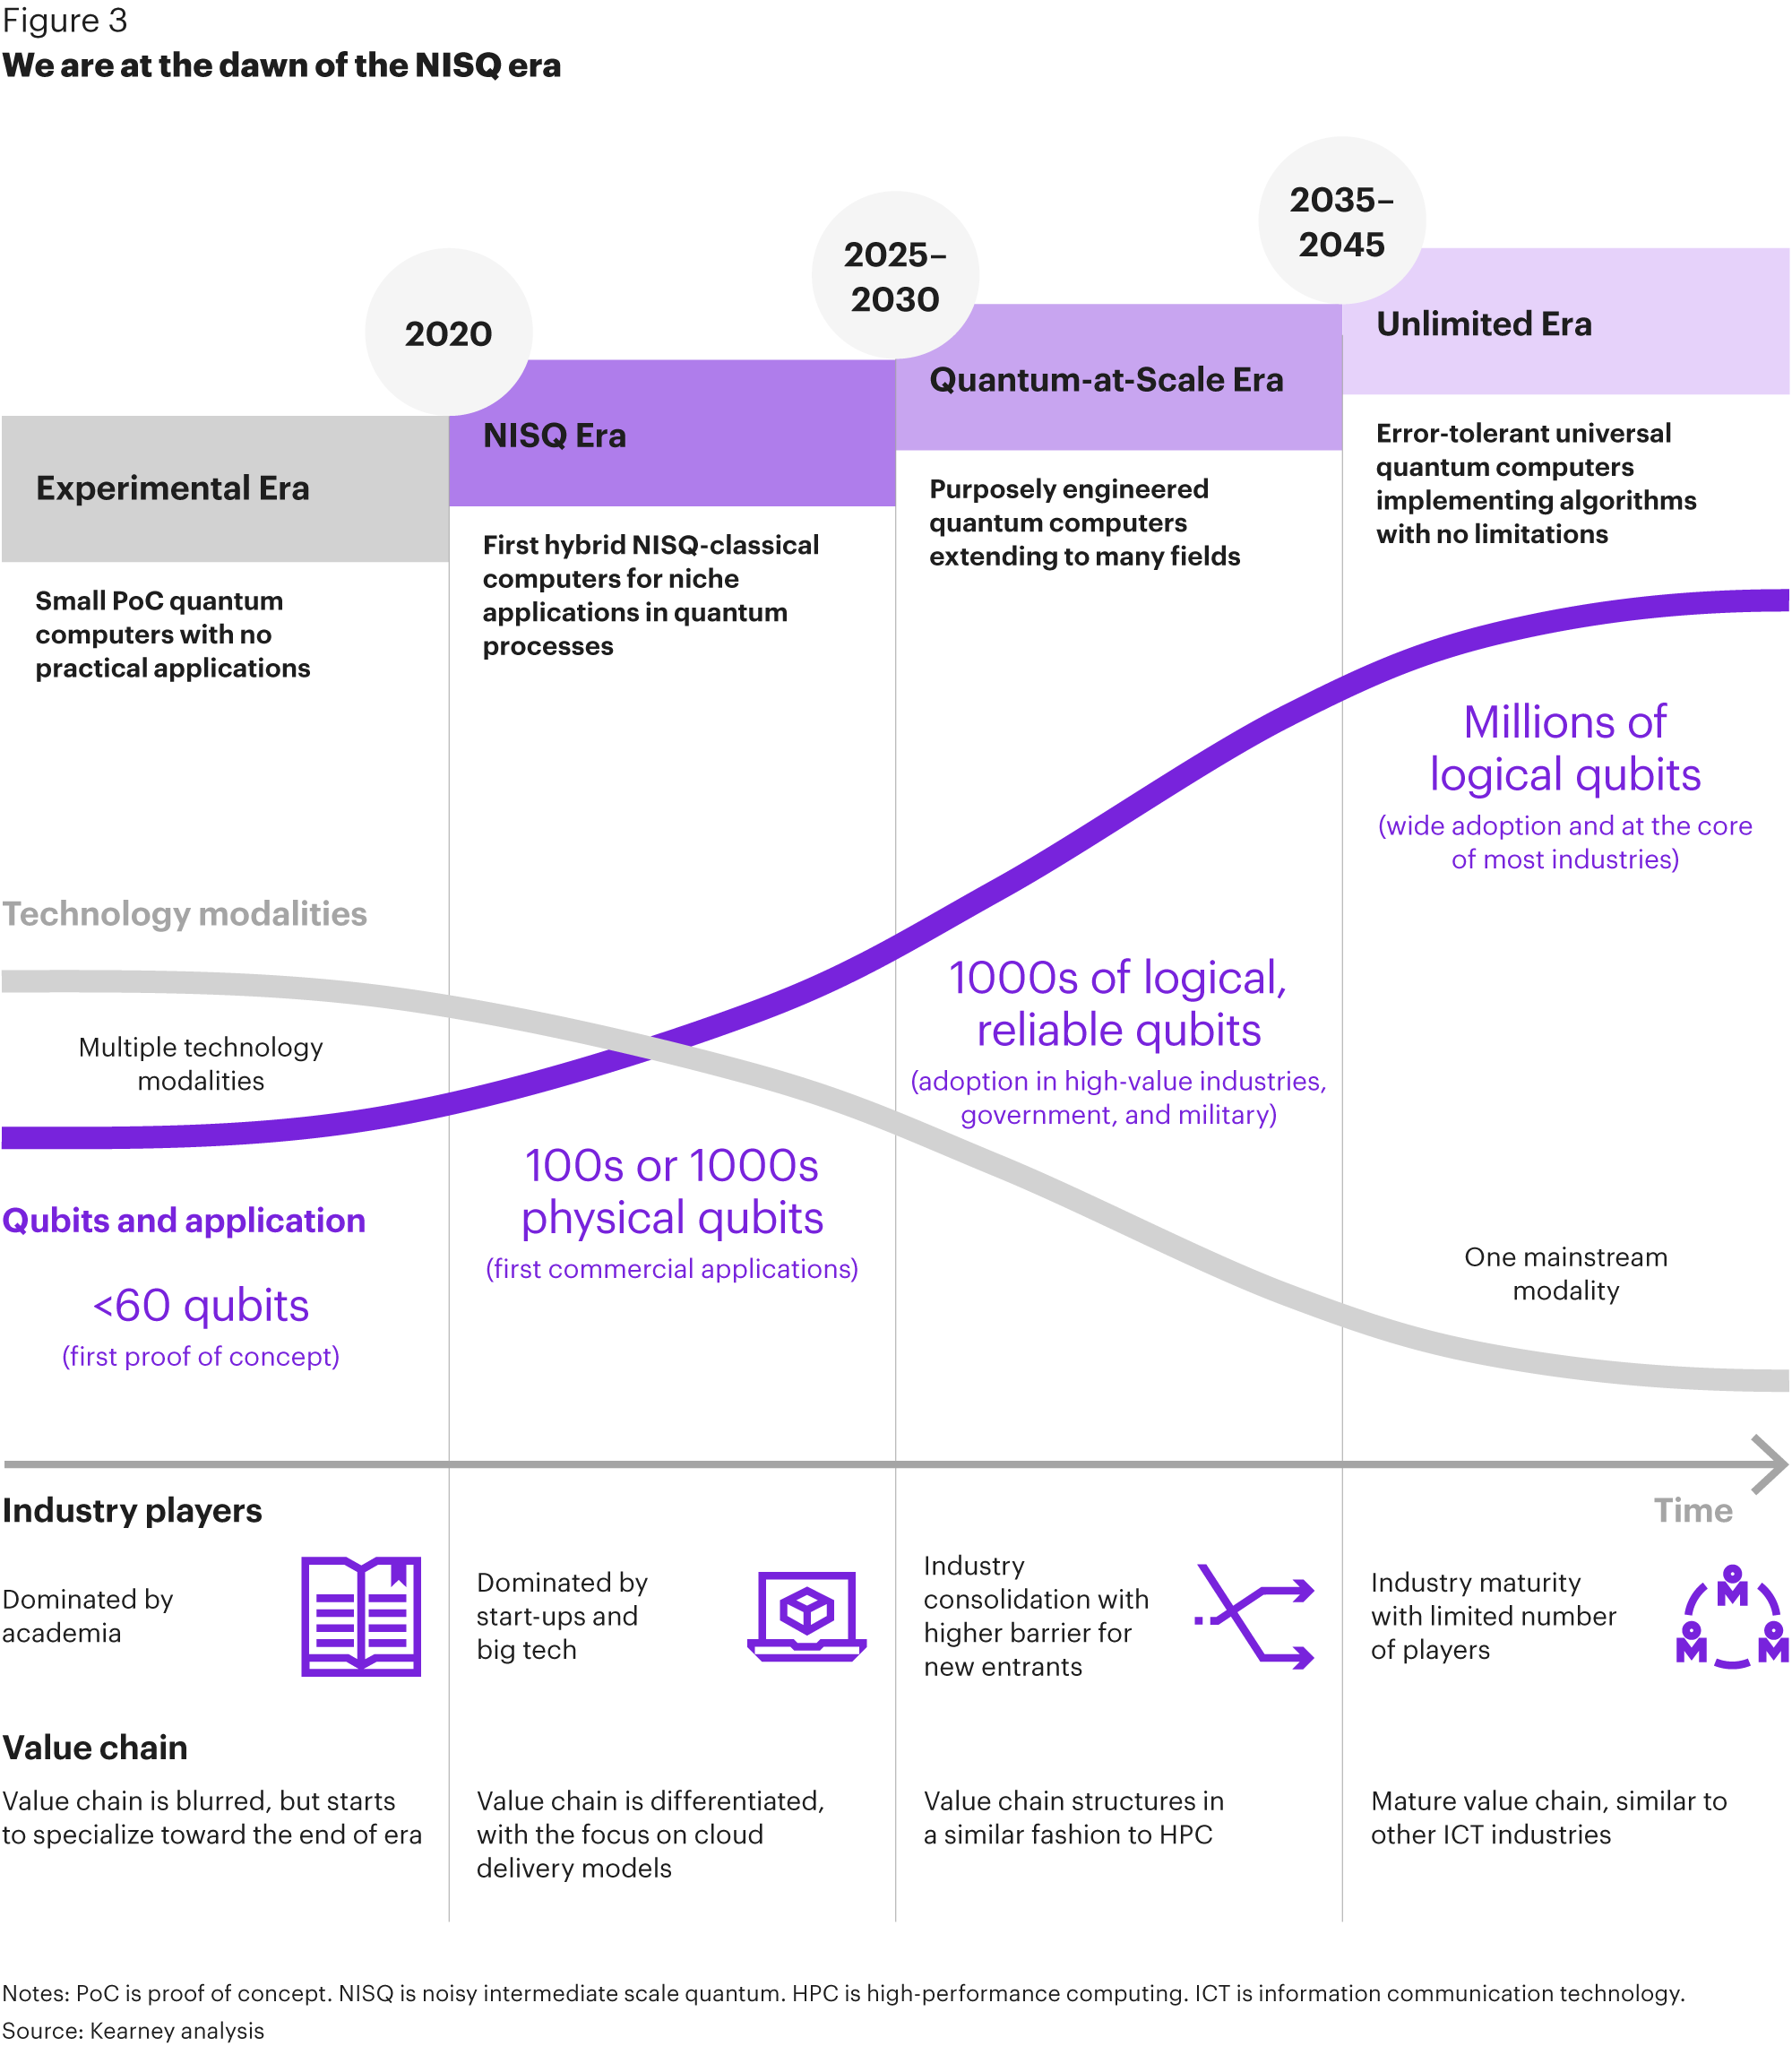 Figure 3
We are at the dawn of the NISQ era
2020
2025–
2030
2035–
2045
Experimental Era
Small PoC quantum
computers with no
practical applications
NISQ Era
First hybrid NISQ-classical
computers for niche
applications in quantum
processes
Quantum-at-Scale Era
Purposely engineered
quantum computers
extending to many fields
Unlimited Era
Error-tolerant universal
quantum computers
implementing algorithms
with no limitations
Technology modalities
Multiple technology
modalities
One mainstream
modality
Qubits and application
<60 qubits
(first proof of concept)
100s or 1000s
physical qubits
(first commercial applications)
1000s of logical,
reliable qubits
(adoption in high-value industries,
government, and military)
Millions of
logical qubits
(wide adoption and at the core
of most industries)
Time
Industry players
Dominated by
academia
Dominated by
start-ups and
big tech
Industry
consolidation with
higher barrier for
new entrants
Industry maturity
with limited number
of players
Value chain
Value chain is blurred, but starts
to specialize toward the end of era
Value chain is differentiated,
with the focus on cloud
delivery models
Value chain structures in
a similar fashion to HPC
Mature value chain, similar to
other ICT industries
Notes: PoC is proof of concept. NISQ is noisy intermediate scale quantum. HPC is high-performance computing. ICT is information communication technology.
Source: Kearney analysis